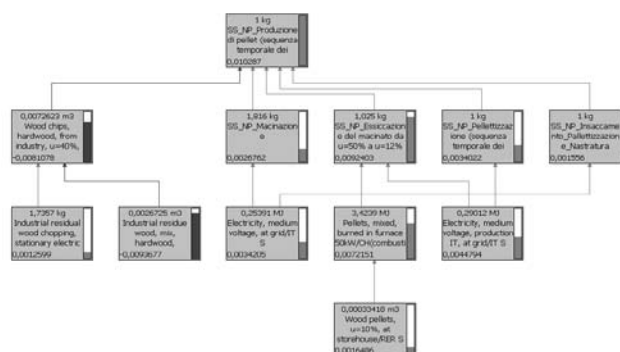 1 kg
SS_NP_Produzione
di pellet (sequenza
temporale dei
0,010287
0,0072623 m3
Wood chips,
hardwood, from
industry, u=40%,
-0,0081078
1,816 kg
SS_NP_Macinazion
e
0,0026762
1,025 kg
SS_NP_Essiccazion
e del macinato da
u=50% a u=12%
0,0092403
1 kg
SS_NP_Pellettizza
zione (sequenza
temporale dei
0,0034022
1 kg
SS_NP_Insaccame
nto_Pallettizzazion
e_Nastratura
0,001556
1,7357 kg
Industrial residual
wood chopping,
stationary electric
0,0012599
0,0026725 m3
Industrial residue
wood, mix,
hardwood,
-0,0093677
0,25391 MJ
Electricity, medium
voltage, at grid/IT
S
0,0034205
3,4239 MJ
Pellets, mixed,
burned in furnace
50kW/CH(combusti
0,0072151
0,29012 MJ
Electricity, medium
voltage, production
IT, at grid/IT S
0,0044794
0,00033418 m3
Wood pellets,
u=10%, at
storehouse/RER S
0,0016486